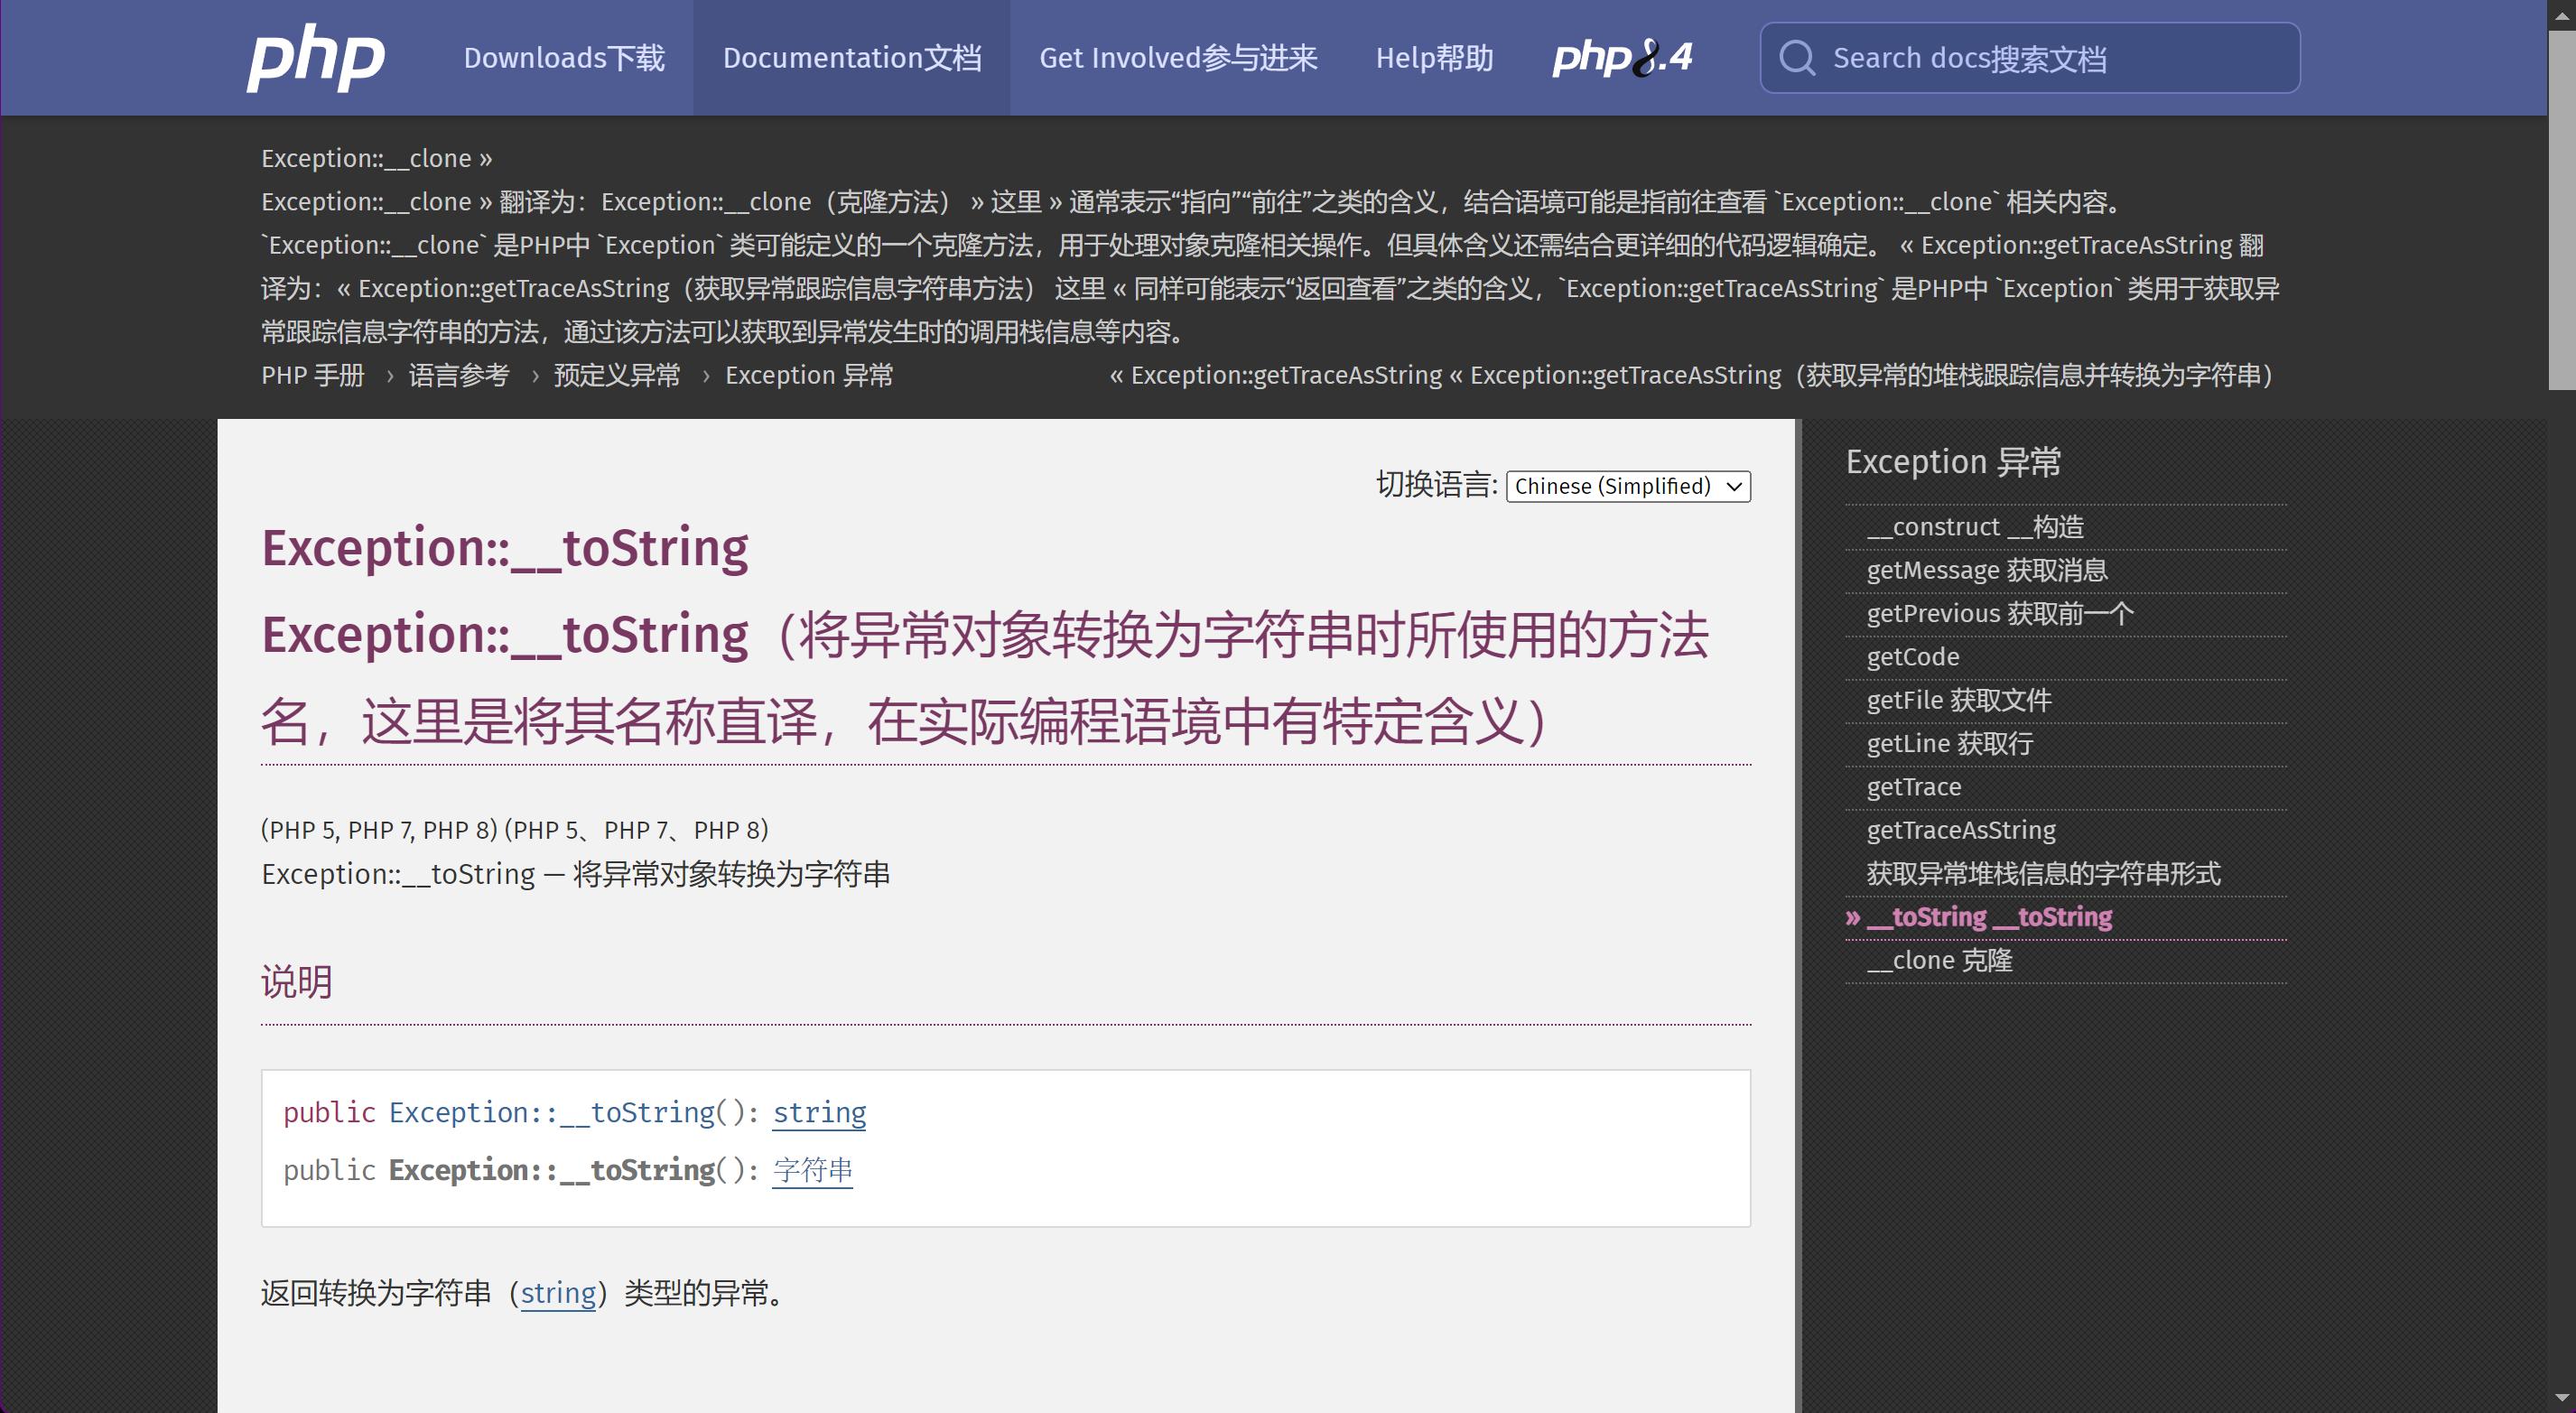 php
Downloads下载
Documentation文档
Get Involved参与进来
Help帮助
php8.4
Search docs搜索文档
Exception::__clone »
Exception::__clone » 翻译为：Exception::__clone（克隆方法） » 这里 » 通常表示“指向”“前往”之类的含义，结合语境可能是指前往查看 `Exception::__clone` 相关内容。
`Exception::__clone` 是PHP中 `Exception` 类可能定义的一个克隆方法，用于处理对象克隆相关操作。但具体含义还需结合更详细的代码逻辑确定。 « Exception::getTraceAsString 翻
译为：« Exception::getTraceAsString（获取异常跟踪信息字符串方法） 这里 « 同样可能表示“返回查看”之类的含义，`Exception::getTraceAsString` 是PHP中 `Exception` 类用于获取异
常跟踪信息字符串的方法，通过该方法可以获取到异常发生时的调用栈信息等内容。
PHP 手册 › 语言参考 › 预定义异常 › Exception 异常
« Exception::getTraceAsString « Exception::getTraceAsString（获取异常的堆栈跟踪信息并转换为字符串）
切换语言: Chinese (Simplified)
Exception::__toString
Exception::__toString（将异常对象转换为字符串时所使用的方法
名，这里是将其名称直译，在实际编程语境中有特定含义）
(PHP 5, PHP 7, PHP 8) (PHP 5、PHP 7、PHP 8)
Exception::__toString — 将异常对象转换为字符串
说明
public Exception::__toString(): string
public Exception::__toString(): 字符串
返回转换为字符串（string）类型的异常。
Exception 异常
__construct __构造
getMessage 获取消息
getPrevious 获取前一个
getCode
getFile 获取文件
getLine 获取行
getTrace
getTraceAsString
获取异常堆栈信息的字符串形式
» __toString __toString
__clone 克隆